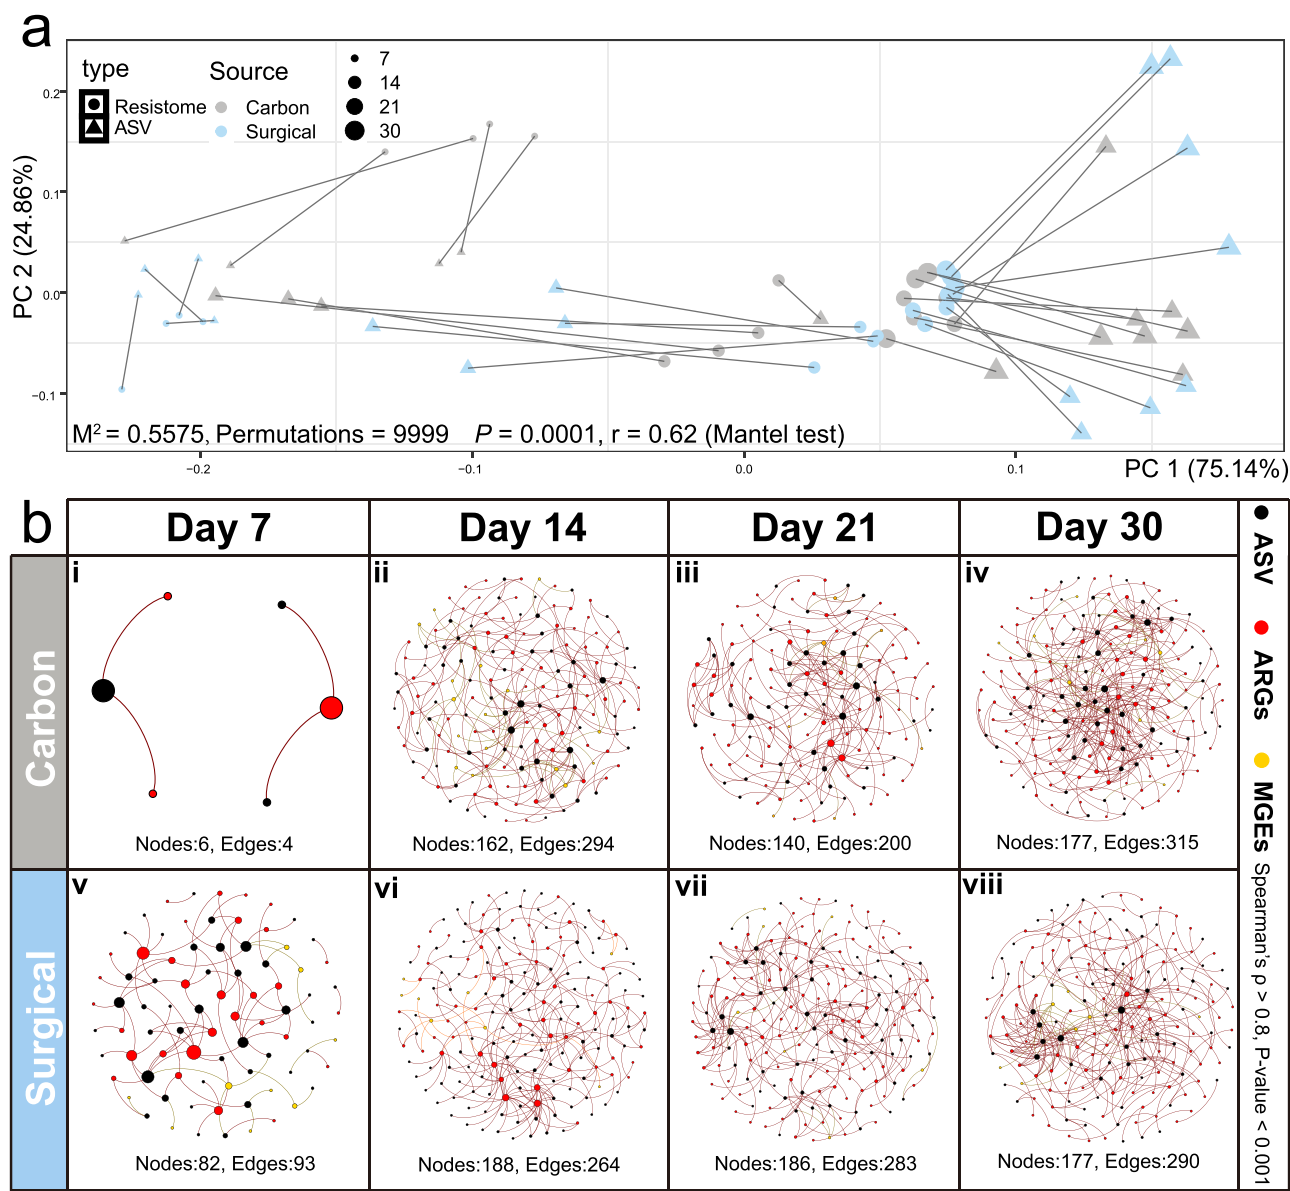 a
type
Source
Resistome
ASV
Carbon
Surgical
7
14
21
30
PC 2 (24.86%)
0.2
0.1
0.0
−0.1
M² = 0.5575, Permutations = 9999 P = 0.0001, r = 0.62 (Mantel test)
−0.2
−0.1
0.0
0.1
PC 1 (75.14%)
b
Day 7
Day 14
Day 21
Day 30
Carbon
i
Nodes:6, Edges:4
ii
Nodes:162, Edges:294
iii
Nodes:140, Edges:200
iv
Nodes:177, Edges:315
Surgical
v
Nodes:82, Edges:93
vi
Nodes:188, Edges:264
vii
Nodes:186, Edges:283
viii
Nodes:177, Edges:290
ASV ARGs MGEs Spearman's ρ > 0.8, P-value < 0.001